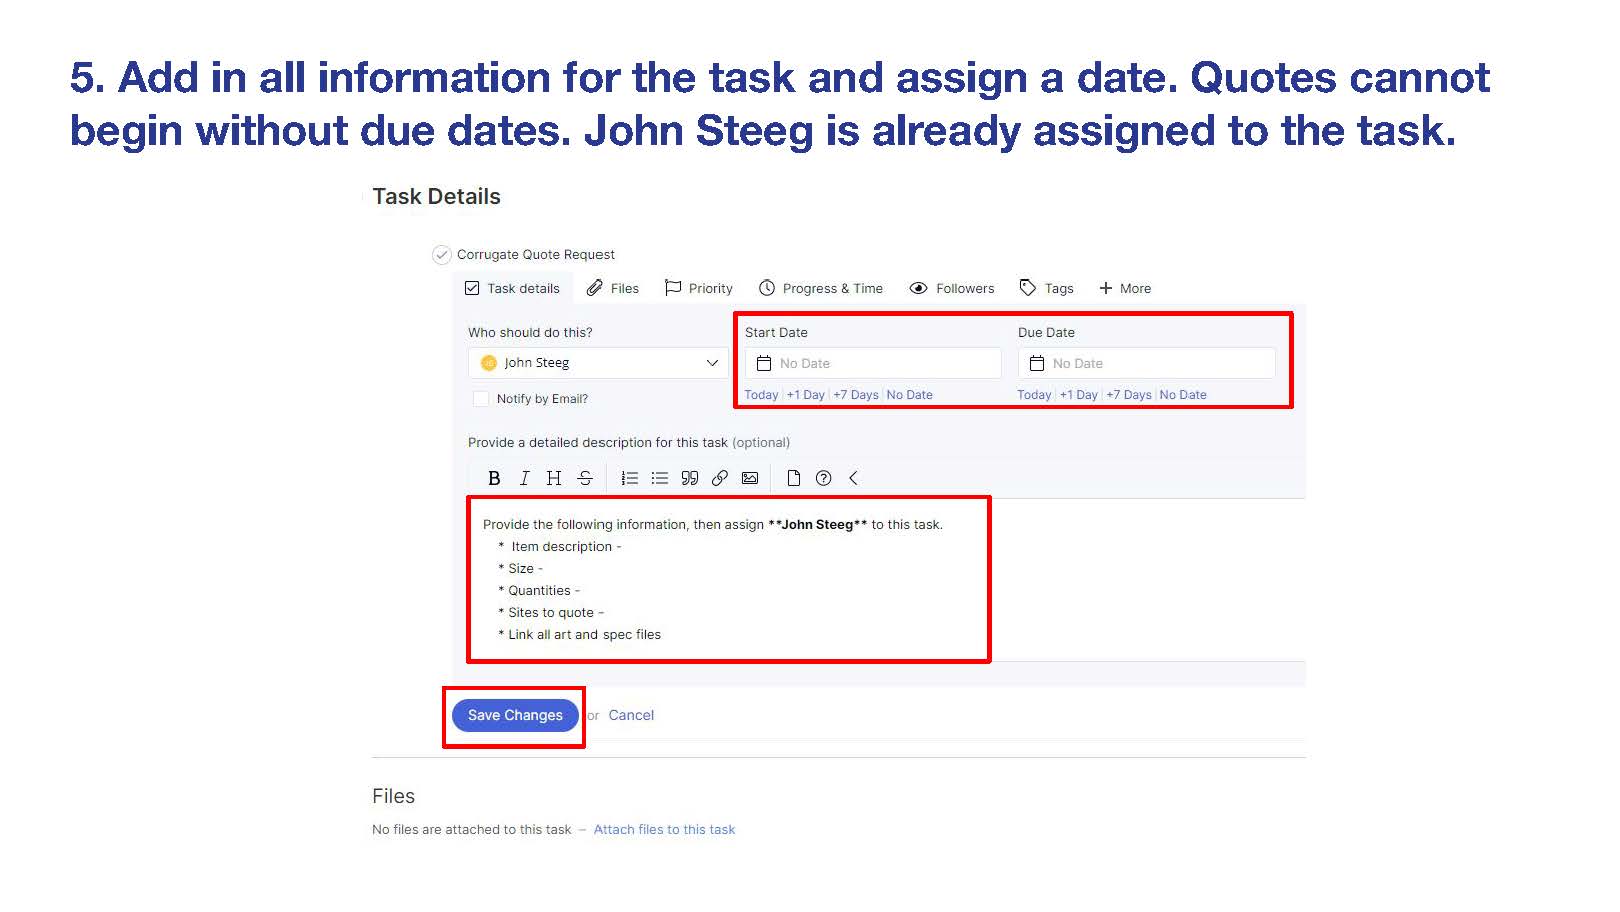 5. Add in all information for the task and assign a date. Quotes cannot
begin without due dates. John Steeg is already assigned to the task.
Task Details
Corrugate Quote Request
Task details Files Priority Progress & Time Followers Tags + More
Who should do this? Start Date Due Date
John Steeg No Date No Date
Today +1 Day +7 Days No Date Today +1 Day +7 Days No Date
Notify by Email?
Provide a detailed description for this task (optional)
B I H S
Provide the following information, then assign **John Steeg** to this task.
* Item description -
* Size -
* Quantities -
* Sites to quote -
* Link all art and spec files
Save Changes or Cancel
Files
No files are attached to this task – Attach files to this task